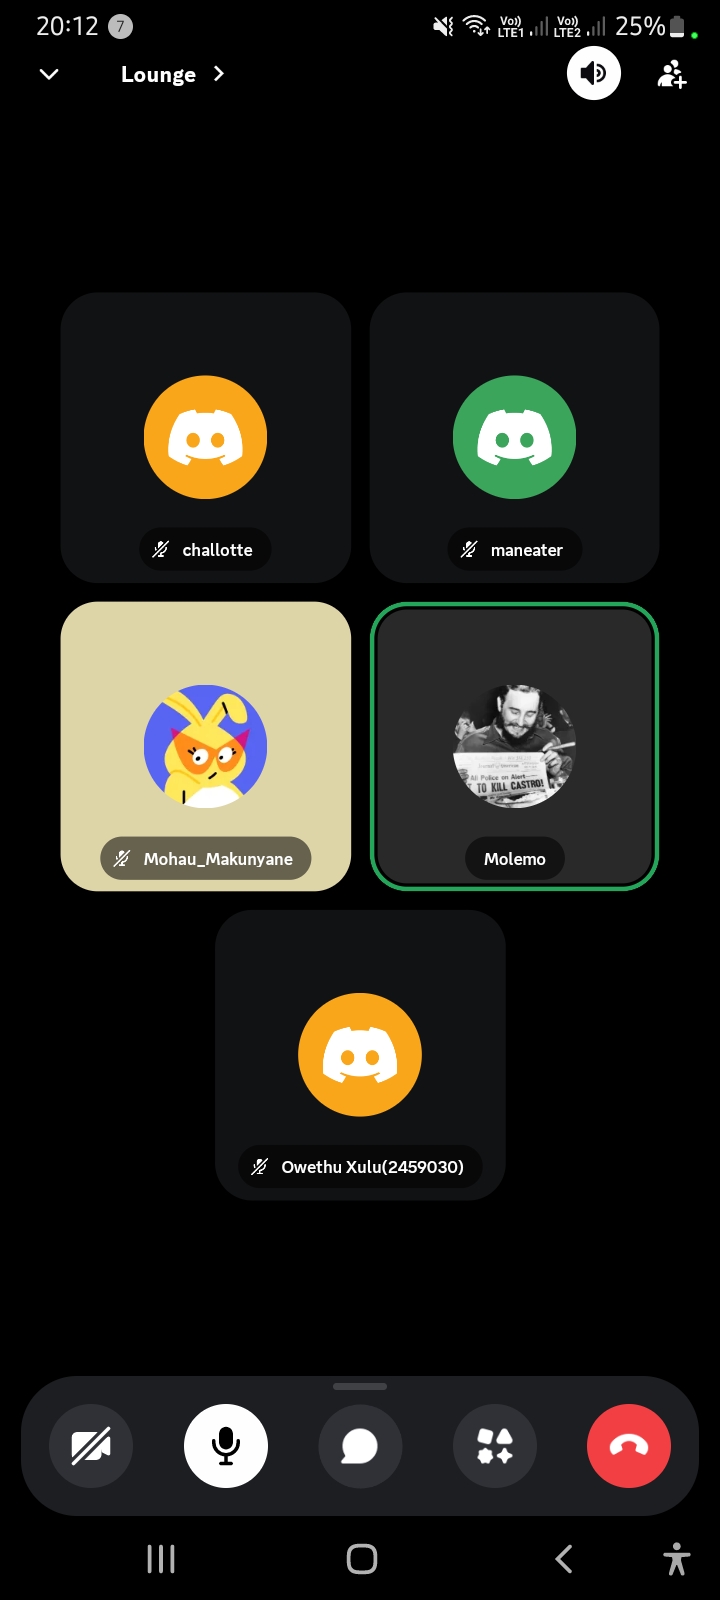 20:12 7 Vo)) LTE1 Vo)) LTE2 25%
Lounge
challotte
maneater
All Police on Alert
TO KILL CASTRO!
Mohau_Makunyane
Molemo
Owethu Xulu(2459030)